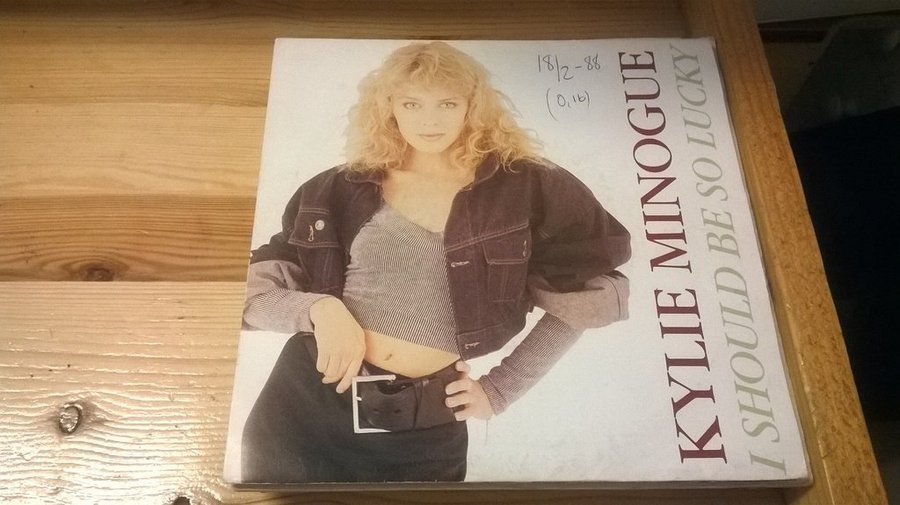 18/2-88
(0,16)
KYLIE MINOGUE
I SHOULD BE SO LUCKY